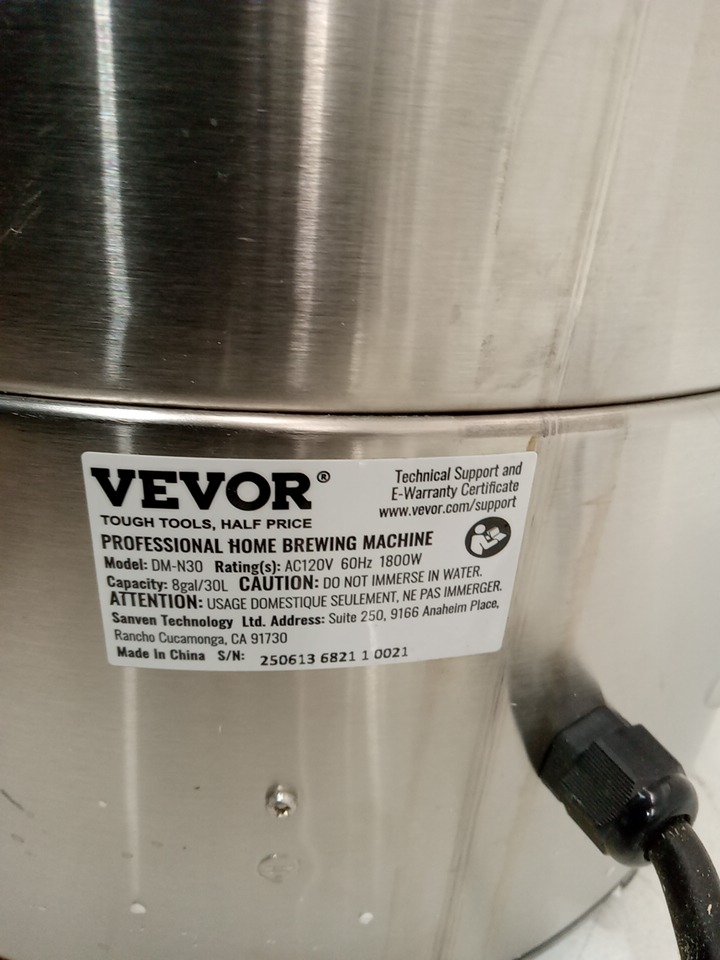 VEVOR®
TOUGH TOOLS, HALF PRICE
Technical Support and
E-Warranty Certificate
www.vevor.com/support
PROFESSIONAL HOME BREWING MACHINE
Model: DM-N30 Rating(s): AC120V 60Hz 1800W
Capacity: 8gal/30L CAUTION: DO NOT IMMERSE IN WATER.
ATTENTION: USAGE DOMESTIQUE SEULEMENT, NE PAS IMMERGER.
Sanven Technology Ltd. Address: Suite 250, 9166 Anaheim Place,
Rancho Cucamonga, CA 91730
Made In China S/N: 250613 6821 1 0021